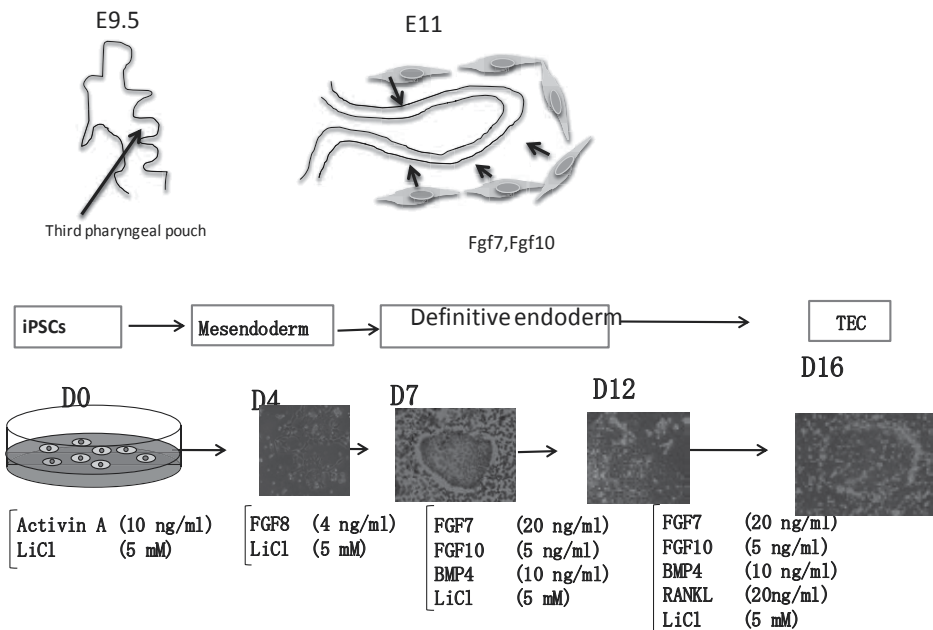 E9.5
E11
Third pharyngeal pouch
Fgf7,Fgf10
iPSCs
Mesendoderm
Definitive endoderm
TEC
D0
D4
D7
D12
D16
Activin A (10 ng/ml)
LiCl (5 mM)
FGF8 (4 ng/ml)
LiCl (5 mM)
FGF7 (20 ng/ml)
FGF10 (5 ng/ml)
BMP4 (10 ng/ml)
LiCl (5 mM)
FGF7 (20 ng/ml)
FGF10 (5 ng/ml)
BMP4 (10 ng/ml)
RANKL (20ng/ml)
LiCl (5 mM)